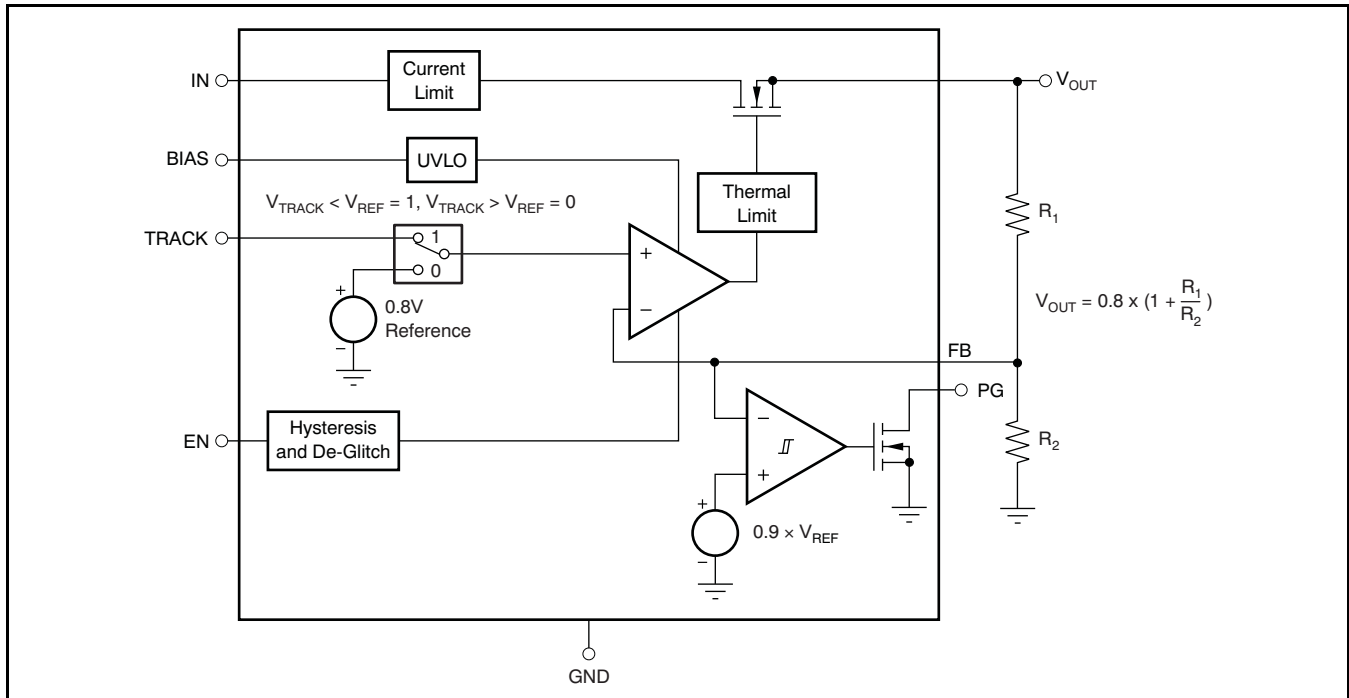 IN
Current
Limit
V_OUT
BIAS
UVLO
Thermal
Limit
V_TRACK < V_REF = 1, V_TRACK > V_REF = 0
R_1
TRACK
1
0
+
−
+
−
0.8V
Reference
V_OUT = 0.8 x (1 + R_1/R_2)
FB
PG
EN
Hysteresis
and De-Glitch
−
+
R_2
+
−
0.9 × V_REF
GND